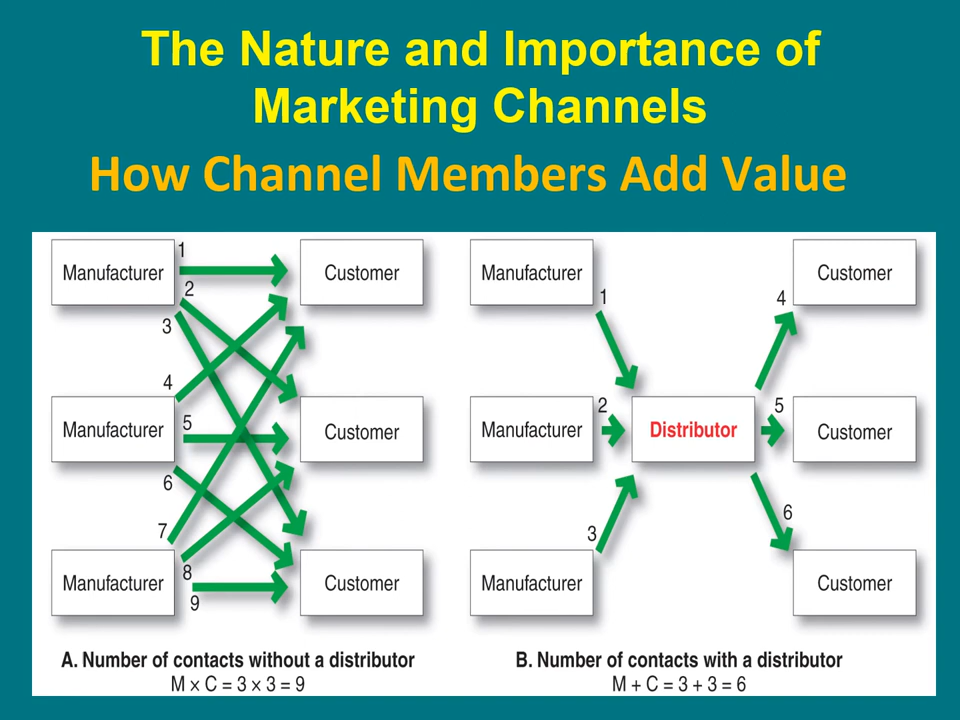 The Nature and Importance of
Marketing Channels
How Channel Members Add Value
Manufacturer
1
Customer
2
3
4
Manufacturer
5
Customer
6
7
Manufacturer
8
Customer
9
A. Number of contacts without a distributor
M × C = 3 × 3 = 9
Manufacturer
1
Manufacturer
2
Manufacturer
3
Distributor
4
Customer
5
Customer
6
Customer
B. Number of contacts with a distributor
M + C = 3 + 3 = 6